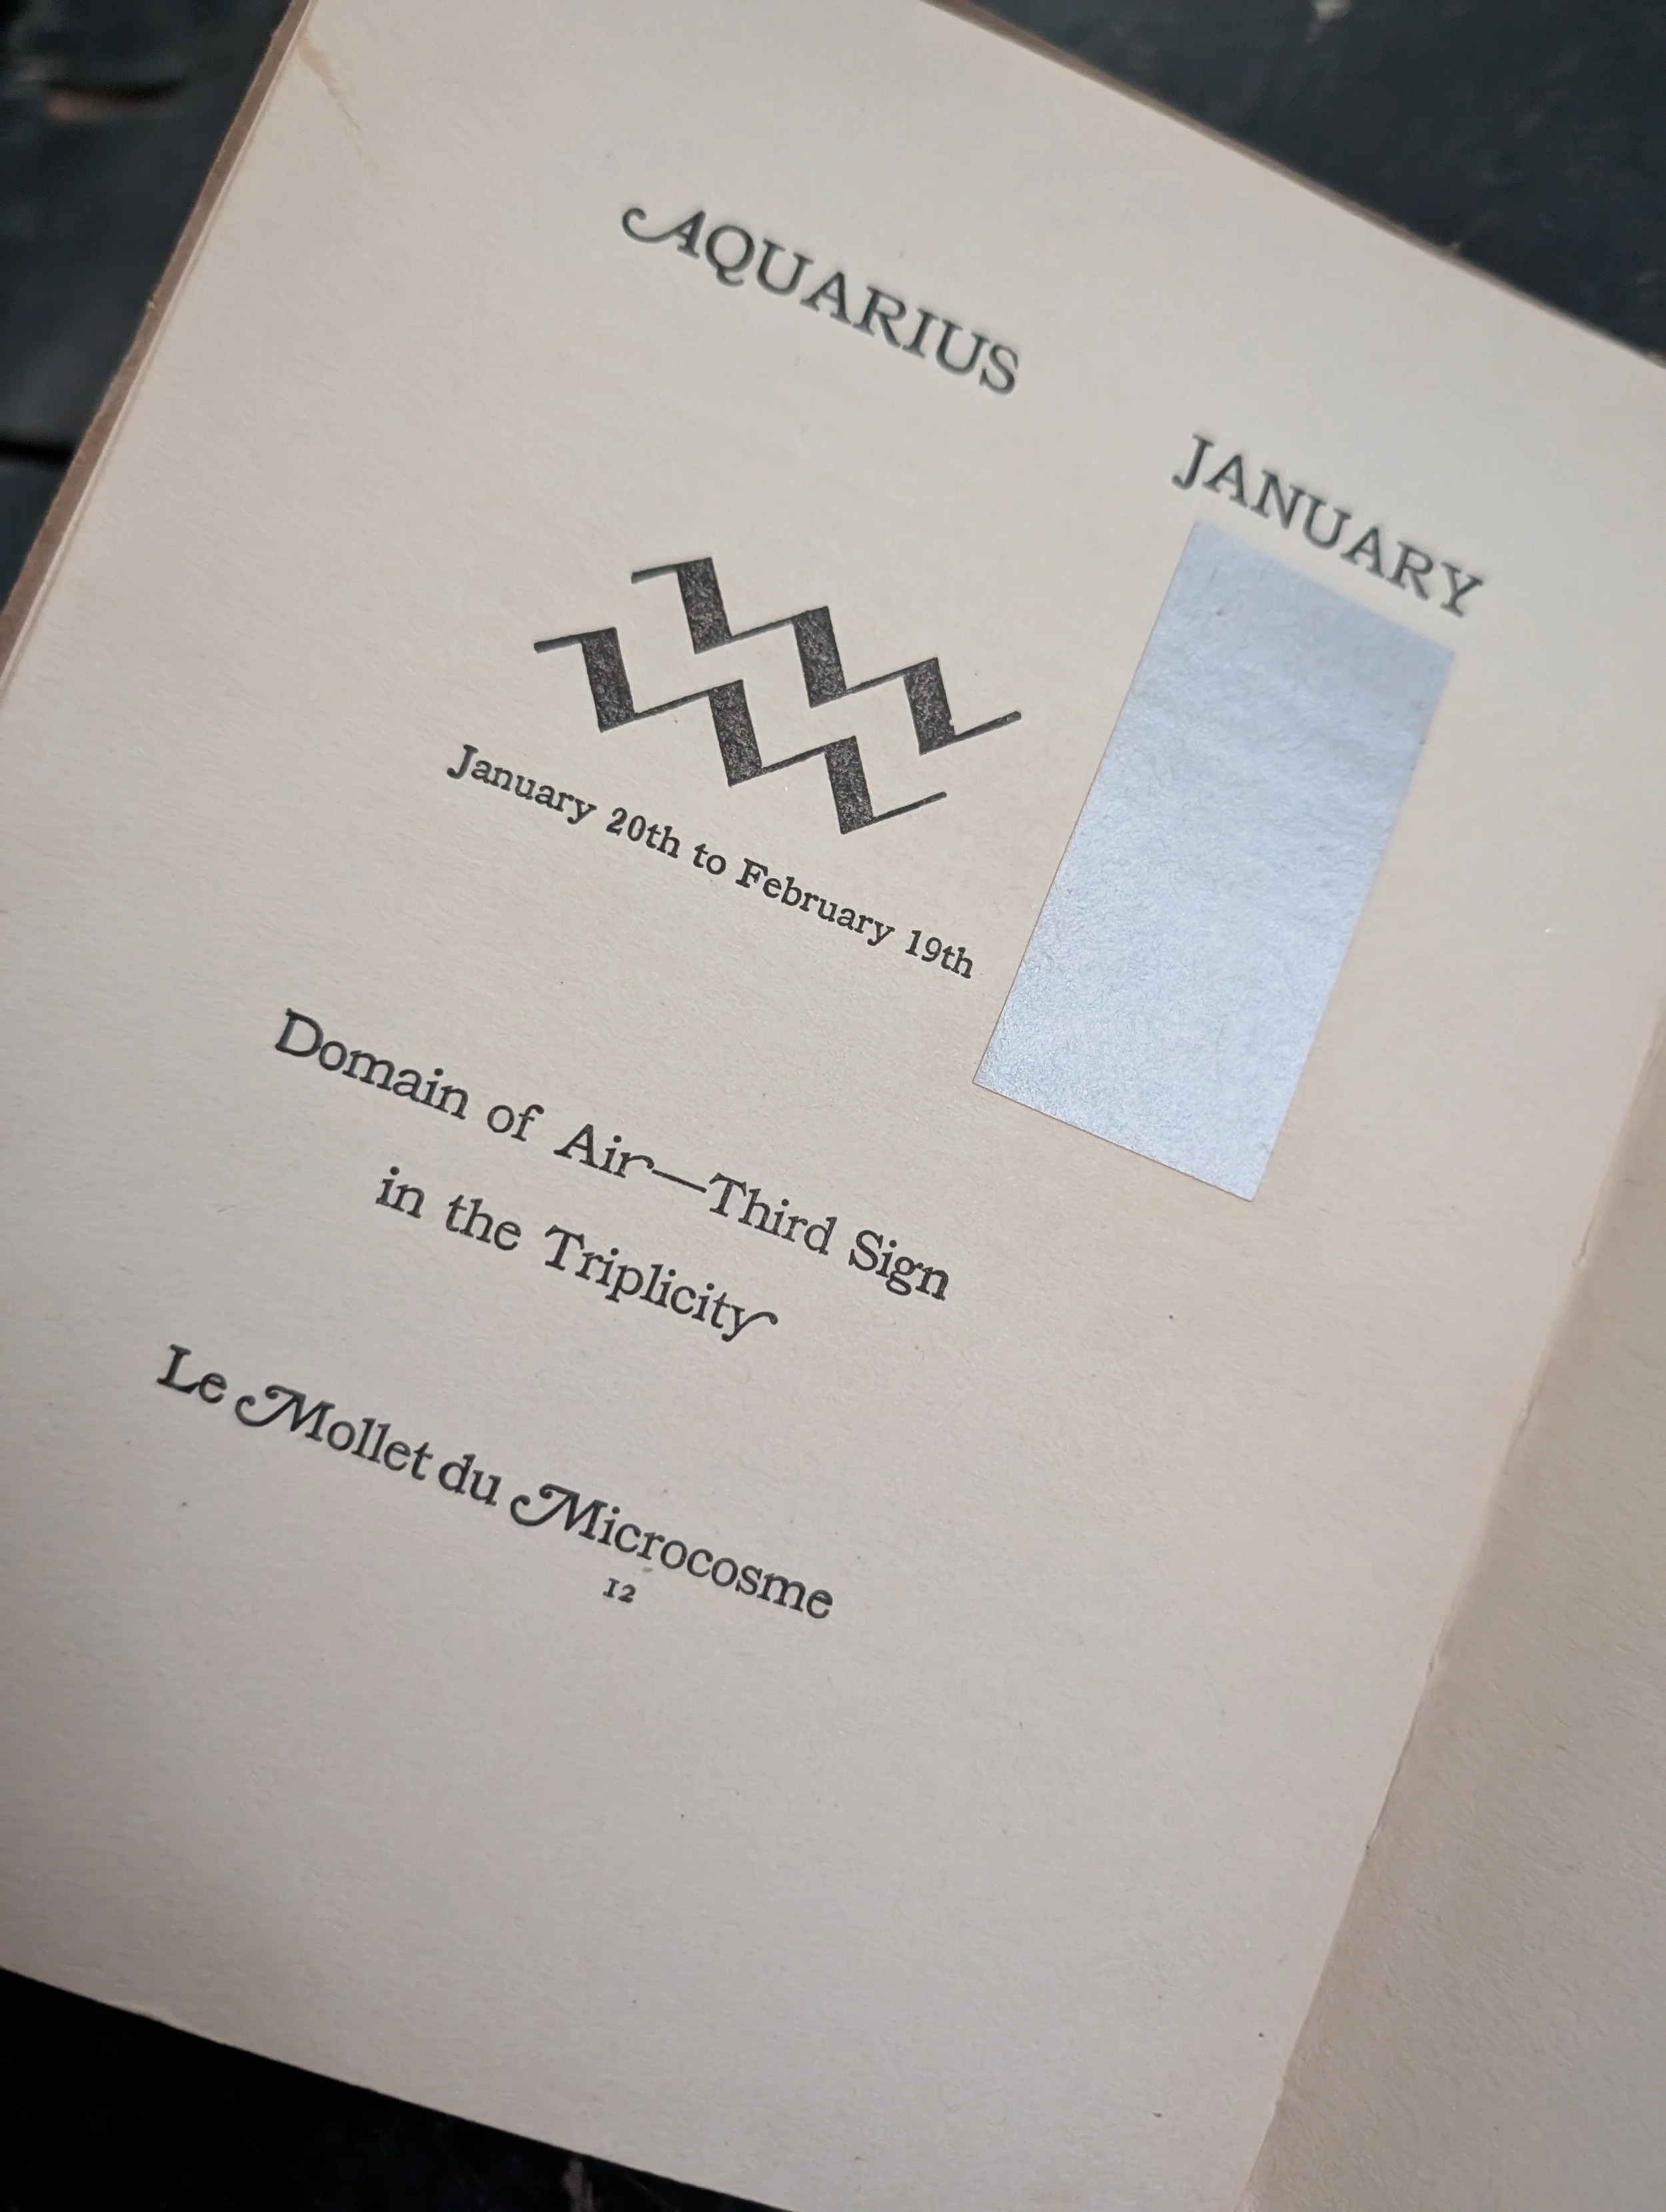 AQUARIUS
JANUARY
January 20th to February 19th
Domain of Air—Third Sign
in the Triplicity
Le Mollet du Microcosme
12